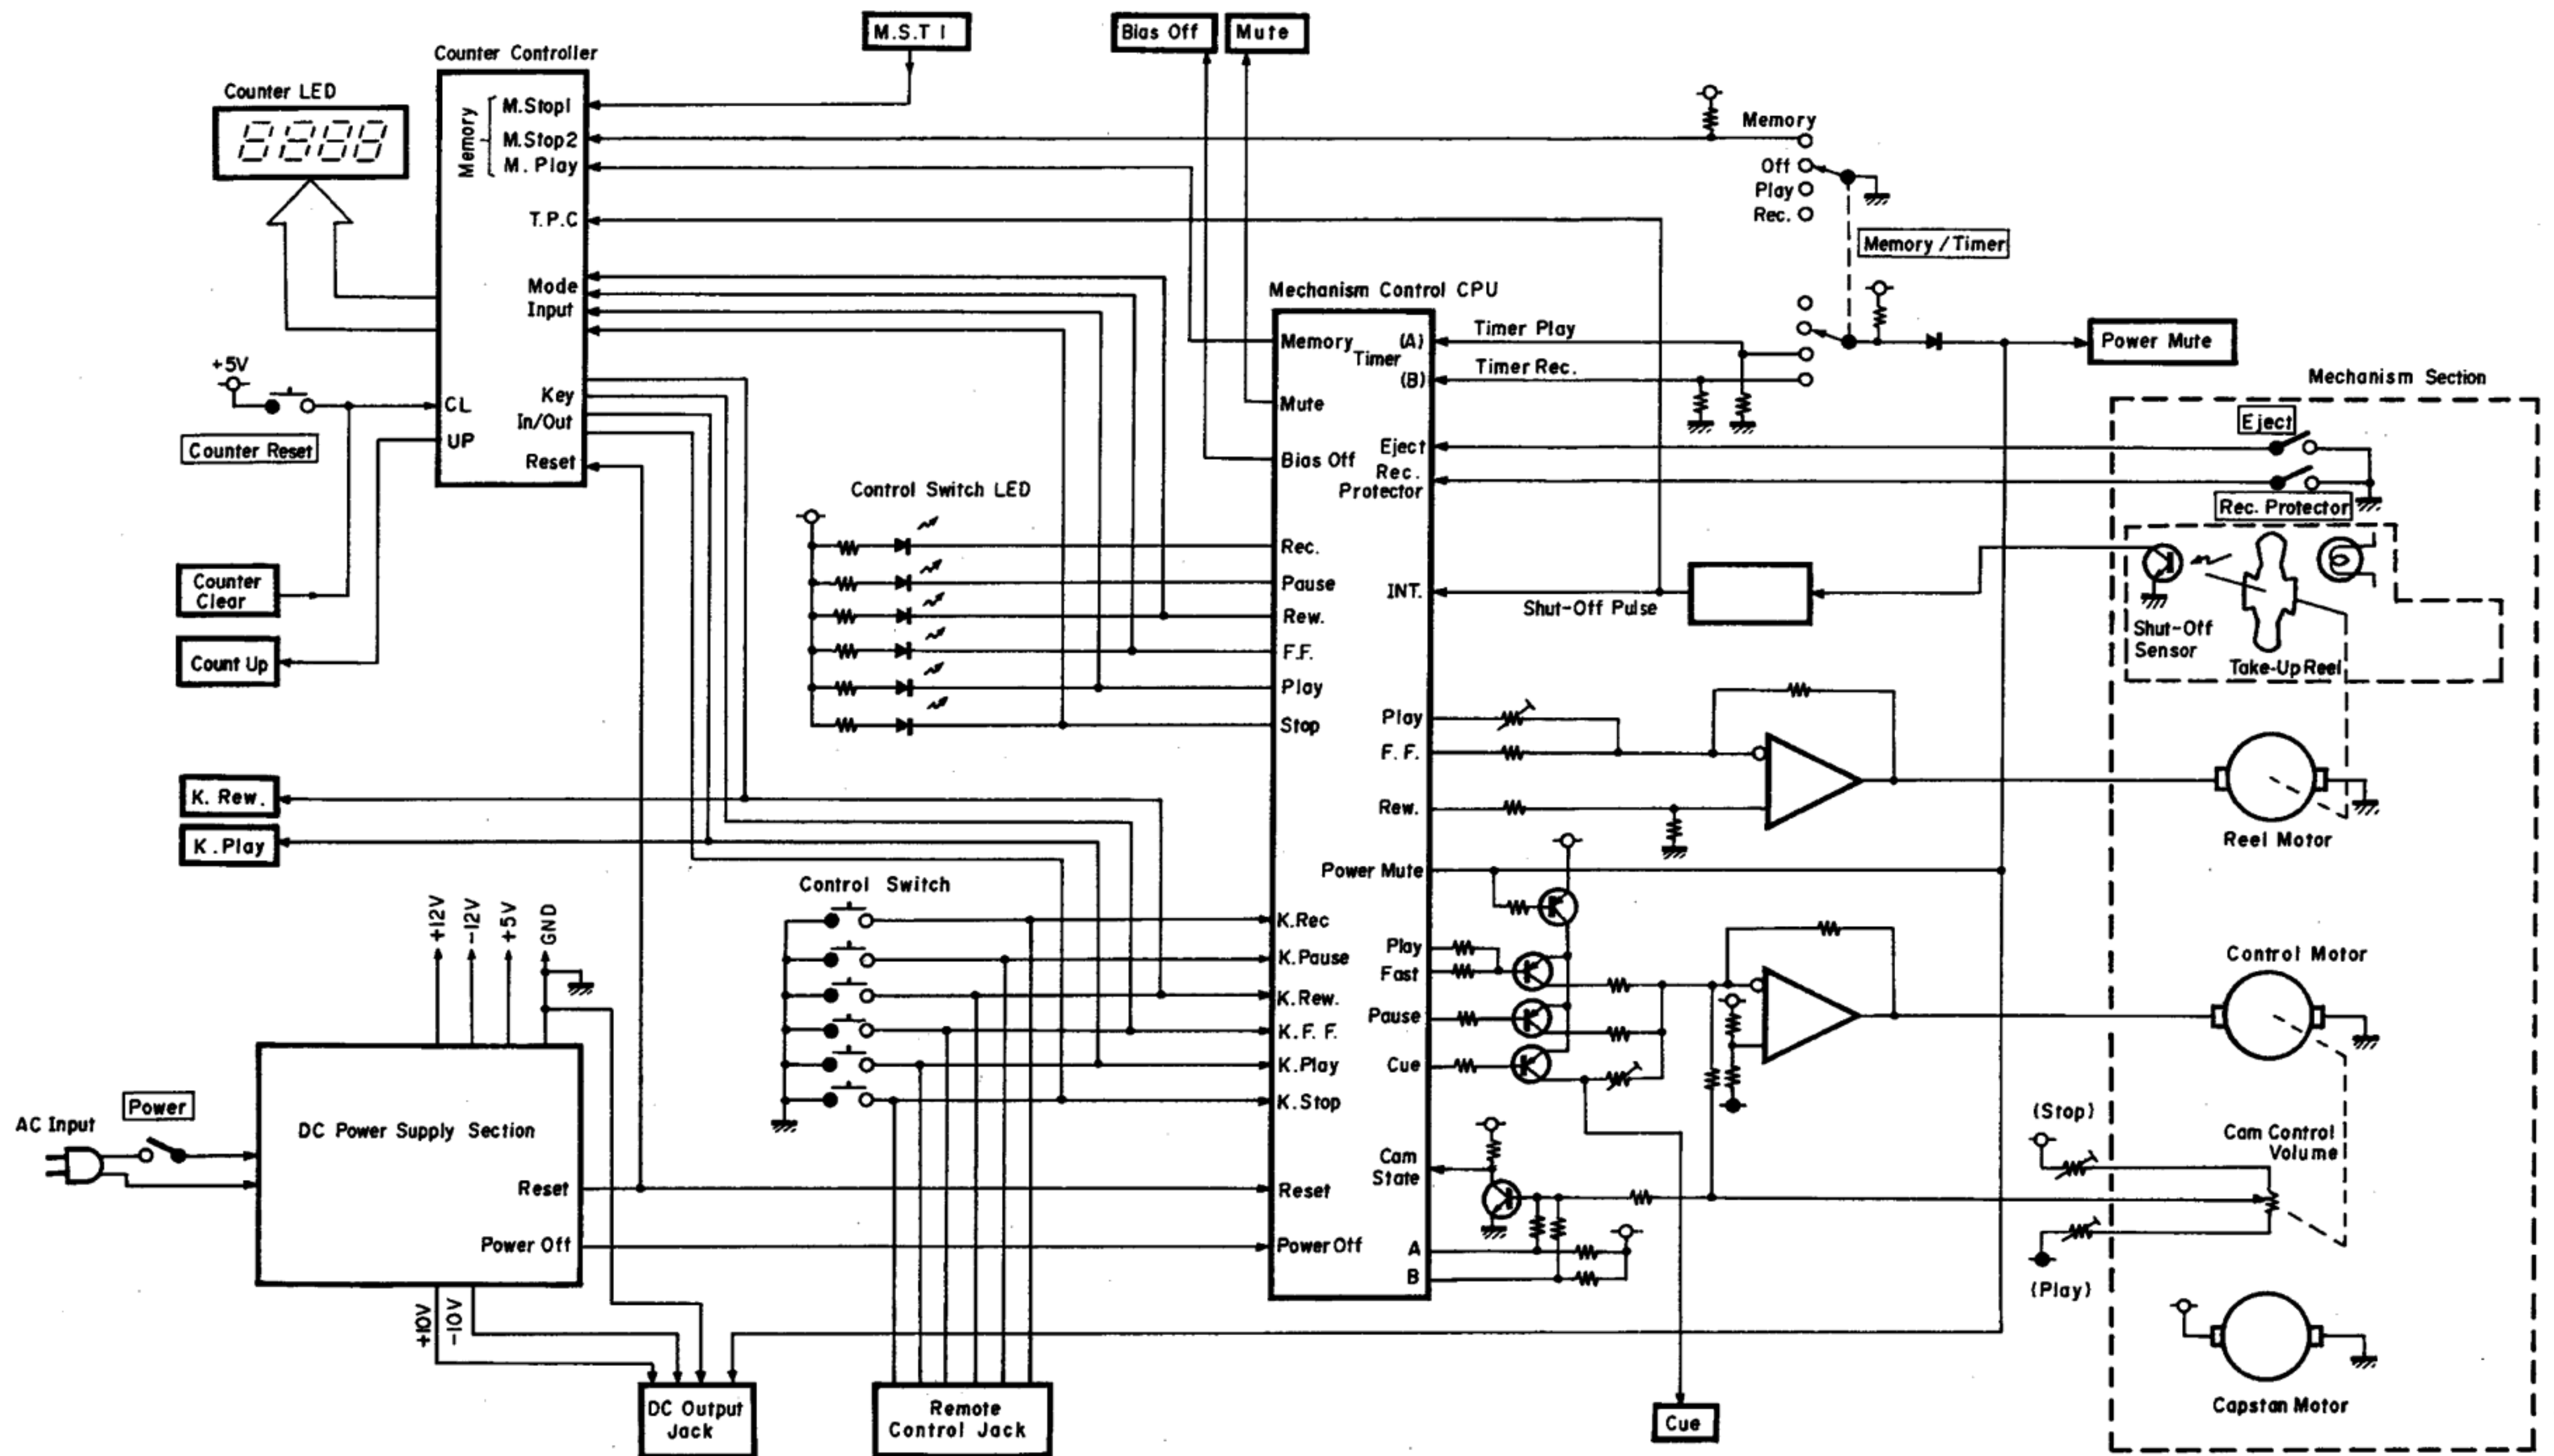 M.S.T 1
Bias Off
Mute
Counter Controller
Counter LED
8888
Memory
M.Stop1
M.Stop2
M. Play
T.P.C
Mode
Input
Key
In/Out
Reset
CL
UP
+5V
Counter Reset
Counter
Clear
Count Up
K. Rew.
K. Play
Memory
Off
Play
Rec.
Memory / Timer
Power Mute
Mechanism Control CPU
Memory
Timer
(A)
(B)
Timer Play
Timer Rec.
Mute
Bias Off
Eject
Rec.
Protector
Control Switch LED
Rec.
Pause
Rew.
F.F.
Play
Stop
INT.
Shut-Off Pulse
Play
F. F.
Rew.
Power Mute
Control Switch
K.Rec
K.Pause
K.Rew.
K.F. F.
K.Play
K.Stop
Play
Fast
Pause
Cue
Cam
State
Reset
Power Off
A
B
Mechanism Section
Eject
Rec. Protector
Shut-Off
Sensor
Take-Up Reel
Reel Motor
Control Motor
(Stop)
Cam Control
Volume
(Play)
Capstan Motor
+12V
-12V
+5V
GND
AC Input
Power
DC Power Supply Section
Reset
Power Off
+10V
-10V
DC Output
Jack
Remote
Control Jack
Cue